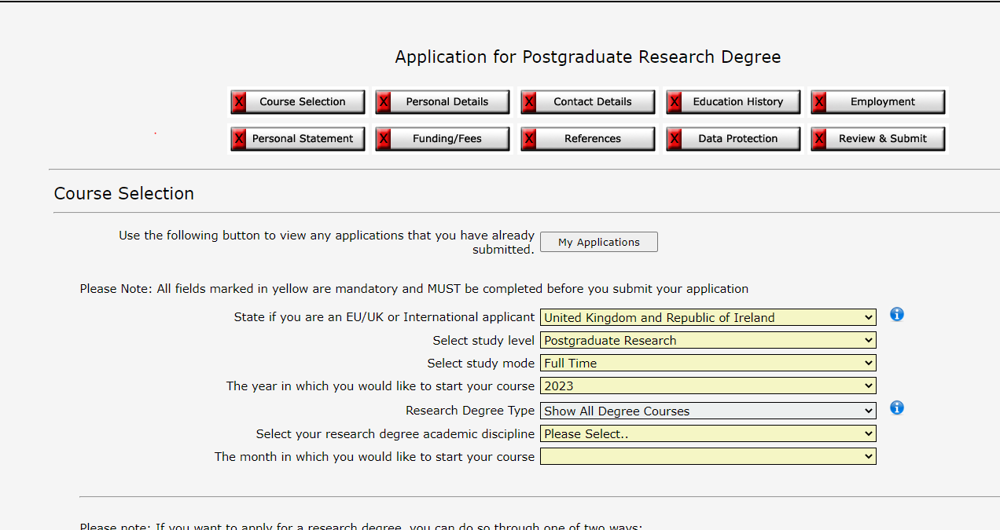 Application for Postgraduate Research Degree
X Course Selection X Personal Details X Contact Details X Education History X Employment
X Personal Statement X Funding/Fees X References X Data Protection X Review & Submit
Course Selection
Use the following button to view any applications that you have already
submitted.
My Applications
Please Note: All fields marked in yellow are mandatory and MUST be completed before you submit your application
State if you are an EU/UK or International applicant United Kingdom and Republic of Ireland
Select study level Postgraduate Research
Select study mode Full Time
The year in which you would like to start your course 2023
Research Degree Type Show All Degree Courses
Select your research degree academic discipline Please Select..
The month in which you would like to start your course
Please note: If you want to apply for a research degree, you can do so through one of two ways: